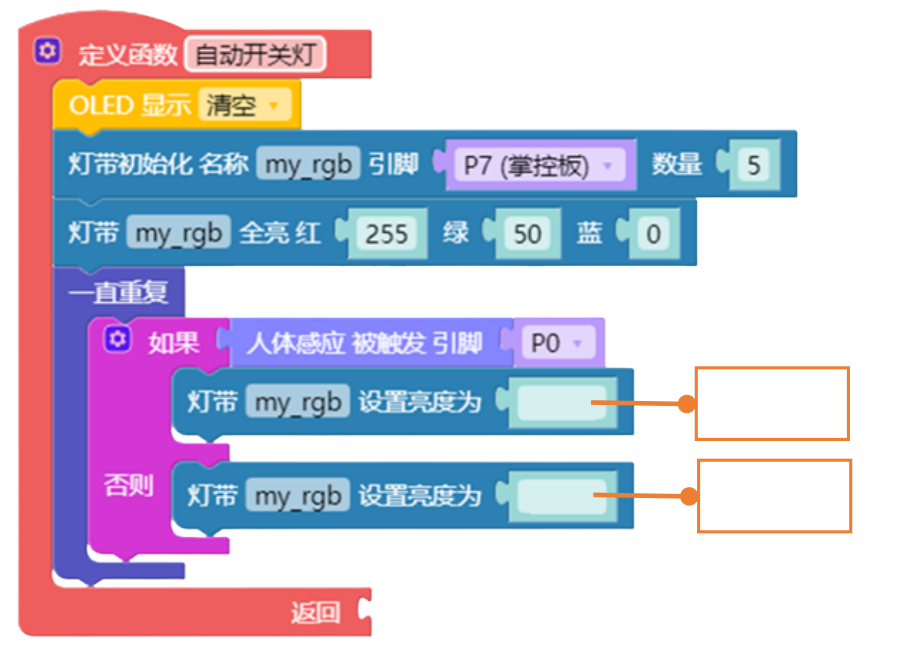 定义函数 自动开关灯
OLED 显示 清空
灯带初始化 名称 my_rgb 引脚 P7 (掌控板) 数量 5
灯带 my_rgb 全亮 红 255 绿 50 蓝 0
一直重复
如果 人体感应 被触发 引脚 P0
灯带 my_rgb 设置亮度为
否则 灯带 my_rgb 设置亮度为
返回